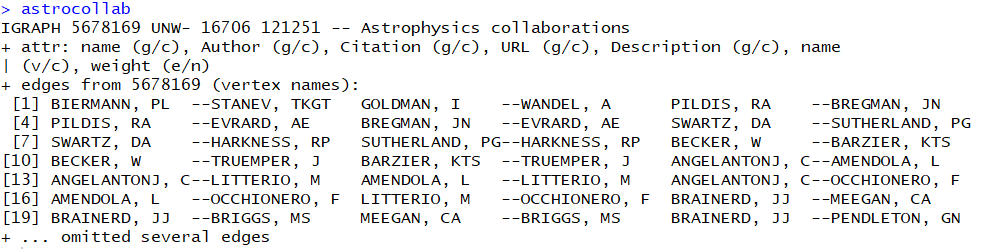 > astrocollab
IGRAPH 5678169 UNW- 16706 121251 -- Astrophysics collaborations
+ attr: name (g/c), Author (g/c), Citation (g/c), URL (g/c), Description (g/c), name
| (v/c), weight (e/n)
+ edges from 5678169 (vertex names):
 [1] BIERMANN, PL  --STANEV, TKGT  GOLDMAN, I    --WANDEL, A     PILDIS, RA    --BREGMAN, JN
 [4] PILDIS, RA    --EVRARD, AE    BREGMAN, JN   --EVRARD, AE    SWARTZ, DA    --SUTHERLAND, PG
 [7] SWARTZ, DA    --HARKNESS, RP  SUTHERLAND, PG--HARKNESS, RP  BECKER, W     --BARZIER, KTS
[10] BECKER, W     --TRUEMPER, J   BARZIER, KTS  --TRUEMPER, J   ANGELANTONJ, C--AMENDOLA, L
[13] ANGELANTONJ, C--LITTERIO, M   AMENDOLA, L   --LITTERIO, M   ANGELANTONJ, C--OCCHIONERO, F
[16] AMENDOLA, L   --OCCHIONERO, F LITTERIO, M   --OCCHIONERO, F BRAINERD, JJ  --MEEGAN, CA
[19] BRAINERD, JJ  --BRIGGS, MS    MEEGAN, CA    --BRIGGS, MS    BRAINERD, JJ  --PENDLETON, GN
+ ... omitted several edges